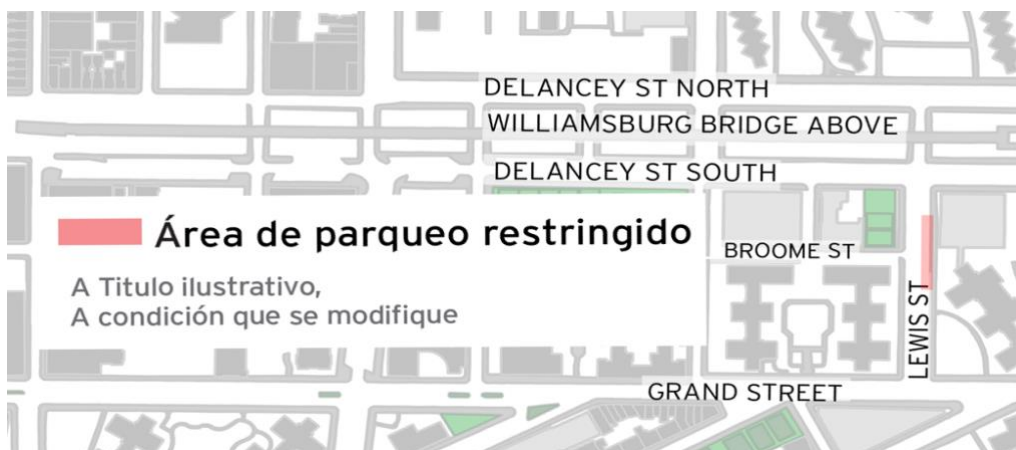 DELANCEY ST NORTH
WILLIAMSBURG BRIDGE ABOVE
DELANCEY ST SOUTH
Área de parqueo restringido
BROOME ST
A Titulo ilustrativo,
A condición que se modifique
LEWIS ST
GRAND STREET